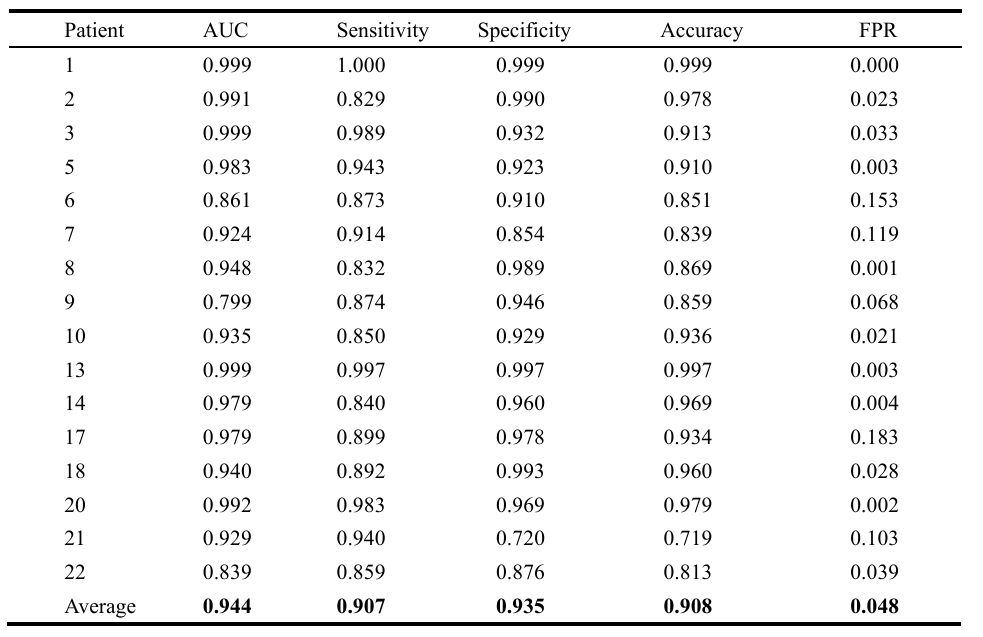 Patient AUC Sensitivity Specificity Accuracy FPR
1 0.999 1.000 0.999 0.999 0.000
2 0.991 0.829 0.990 0.978 0.023
3 0.999 0.989 0.932 0.913 0.033
5 0.983 0.943 0.923 0.910 0.003
6 0.861 0.873 0.910 0.851 0.153
7 0.924 0.914 0.854 0.839 0.119
8 0.948 0.832 0.989 0.869 0.001
9 0.799 0.874 0.946 0.859 0.068
10 0.935 0.850 0.929 0.936 0.021
13 0.999 0.997 0.997 0.997 0.003
14 0.979 0.840 0.960 0.969 0.004
17 0.979 0.899 0.978 0.934 0.183
18 0.940 0.892 0.993 0.960 0.028
20 0.992 0.983 0.969 0.979 0.002
21 0.929 0.940 0.720 0.719 0.103
22 0.839 0.859 0.876 0.813 0.039
Average 0.944 0.907 0.935 0.908 0.048